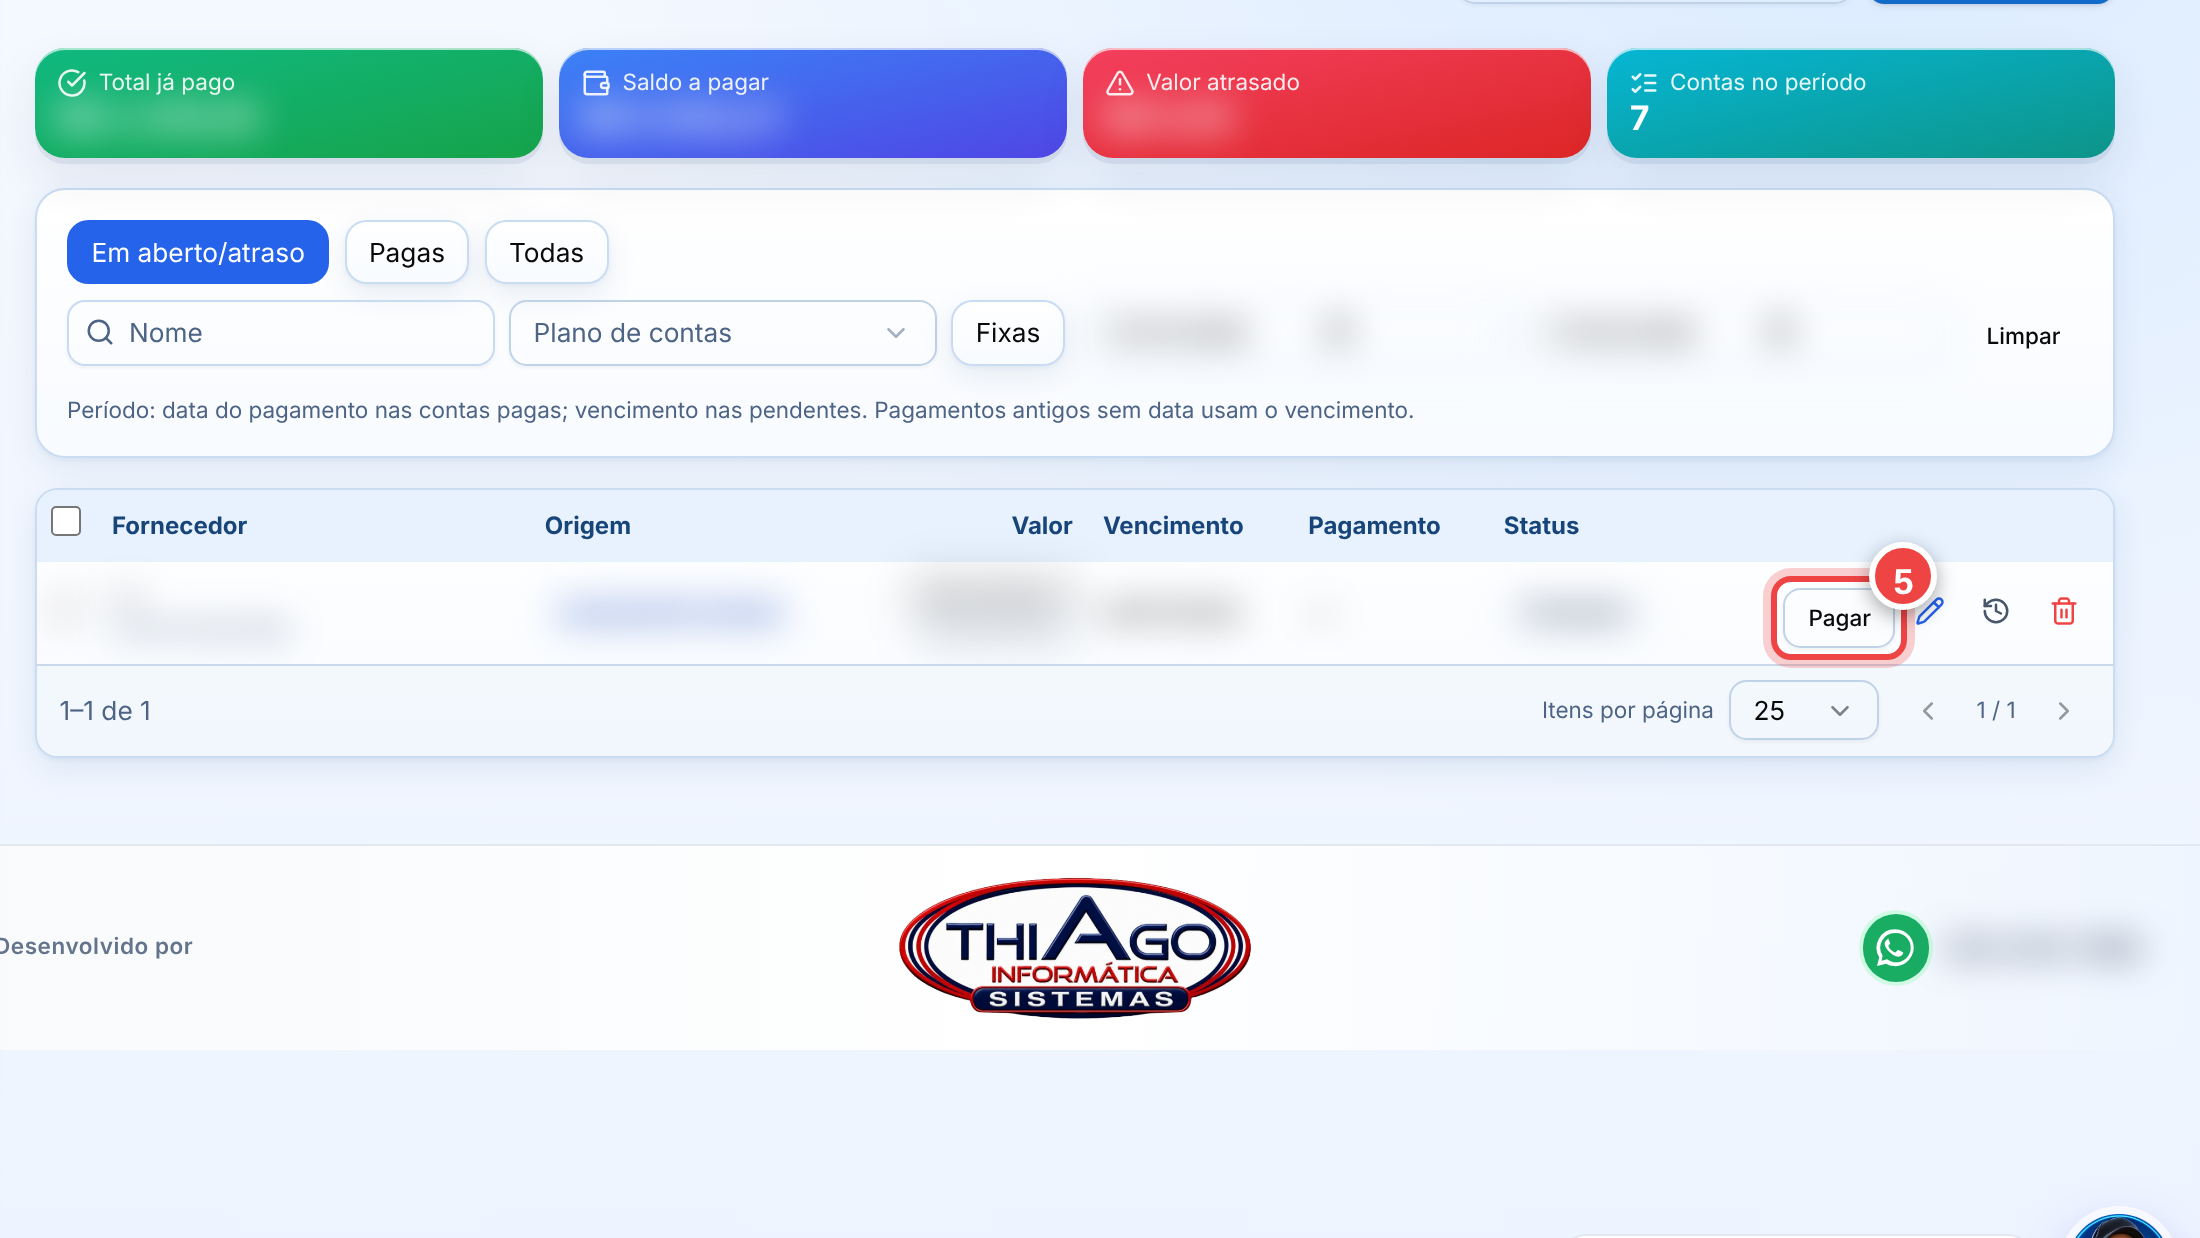 Total já pago
Saldo a pagar
Valor atrasado
Contas no período
7
Em aberto/atraso
Pagas
Todas
Nome
Plano de contas
Fixas
Limpar
Período: data do pagamento nas contas pagas; vencimento nas pendentes. Pagamentos antigos sem data usam o vencimento.
Fornecedor Origem Valor Vencimento Pagamento Status
5
Pagar
1–1 de 1
Itens por página
25
1 / 1
Desenvolvido por
THIAGO
INFORMÁTICA
SISTEMAS